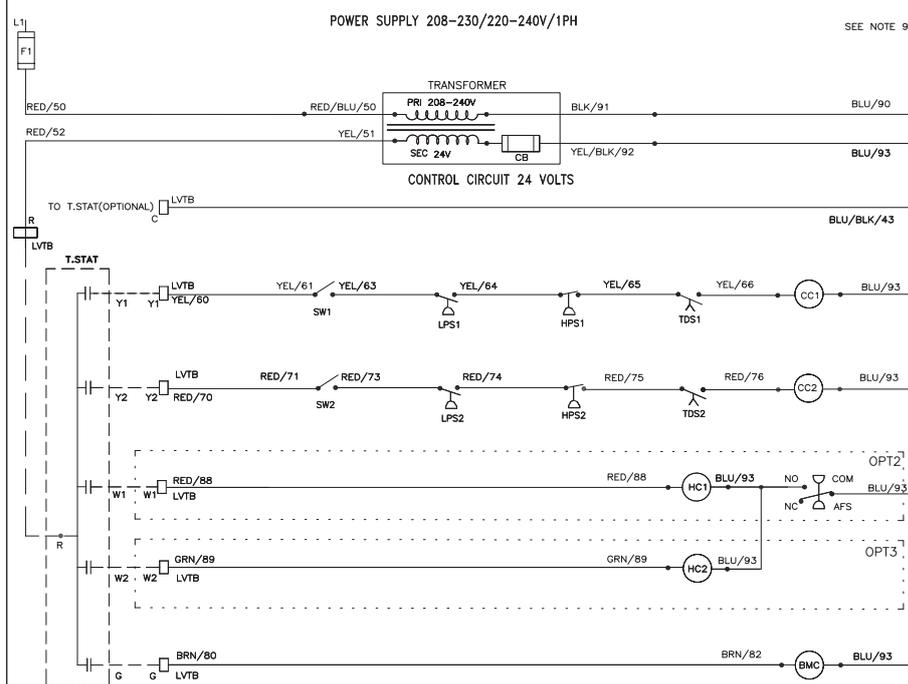 POWER SUPPLY 208-230/220-240V/1PH
L1
SEE NOTE 9
F1
TRANSFORMER
PRI 208-240V
RED/50
RED/BLU/50
BLK/91
BLU/90
RED/52
YEL/51
SEC 24V
CB
YEL/BLK/92
BLU/93
CONTROL CIRCUIT 24 VOLTS
TO T.STAT(OPTIONAL)
LVTB
C
BLU/BLK/43
R
LVTB
T.STAT
Y1
Y1
LVTB
YEL/60
YEL/61
YEL/63
YEL/64
YEL/65
YEL/66
BLU/93
SW1
LPS1
HPS1
TDS1
CC1
Y2
Y2
LVTB
RED/70
RED/71
RED/73
RED/74
RED/75
RED/76
BLU/93
SW2
LPS2
HPS2
TDS2
CC2
OPT2
W1
W1
RED/88
LVTB
RED/88
HC1
BLU/93
NO
COM
NC
AFS
BLU/93
R
OPT3
W2
W2
GRN/89
LVTB
GRN/89
HC2
BLU/93
G
G
BRN/80
LVTB
BRN/82
BMC
BLU/93